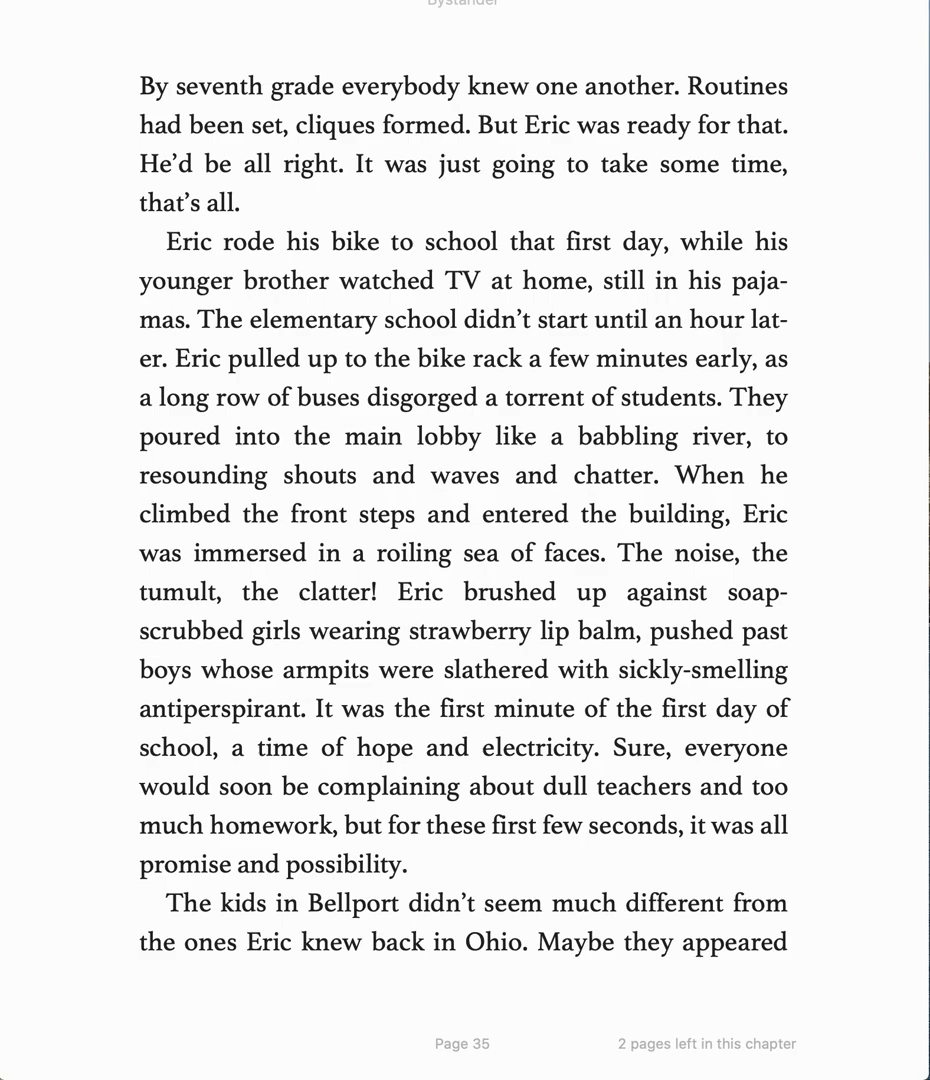 Bystander
By seventh grade everybody knew one another. Routines
had been set, cliques formed. But Eric was ready for that.
He’d be all right. It was just going to take some time,
that’s all.
Eric rode his bike to school that first day, while his
younger brother watched TV at home, still in his paja-
mas. The elementary school didn’t start until an hour lat-
er. Eric pulled up to the bike rack a few minutes early, as
a long row of buses disgorged a torrent of students. They
poured into the main lobby like a babbling river, to
resounding shouts and waves and chatter. When he
climbed the front steps and entered the building, Eric
was immersed in a roiling sea of faces. The noise, the
tumult, the clatter! Eric brushed up against soap-
scrubbed girls wearing strawberry lip balm, pushed past
boys whose armpits were slathered with sickly-smelling
antiperspirant. It was the first minute of the first day of
school, a time of hope and electricity. Sure, everyone
would soon be complaining about dull teachers and too
much homework, but for these first few seconds, it was all
promise and possibility.
The kids in Bellport didn’t seem much different from
the ones Eric knew back in Ohio. Maybe they appeared
Page 35
2 pages left in this chapter